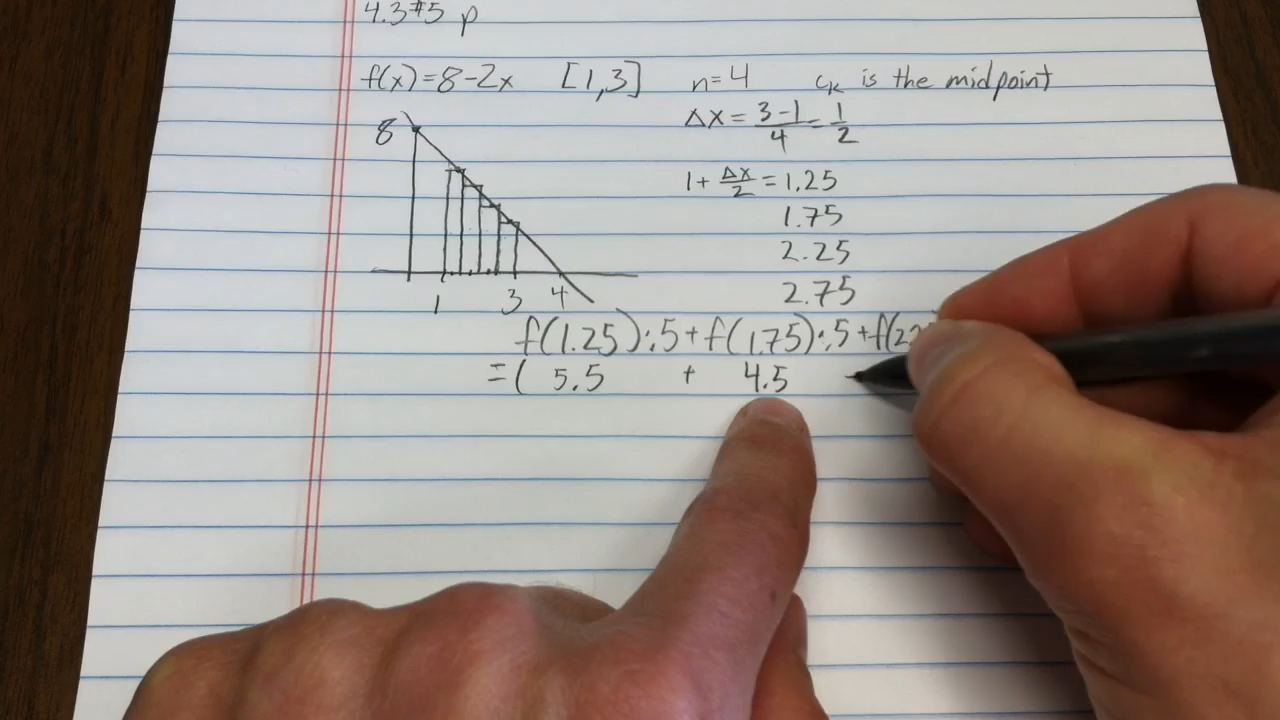 4.3#5 p
f(x)=8-2x [1,3] n=4 cₖ is the midpoint
Δx = 3-1/4 = 1/2
8
1 + Δx/2 = 1.25
1.75
2.25
2.75
1 3 4
f(1.25)·.5+f(1.75)·.5+f(2.2
=( 5.5 + 4.5